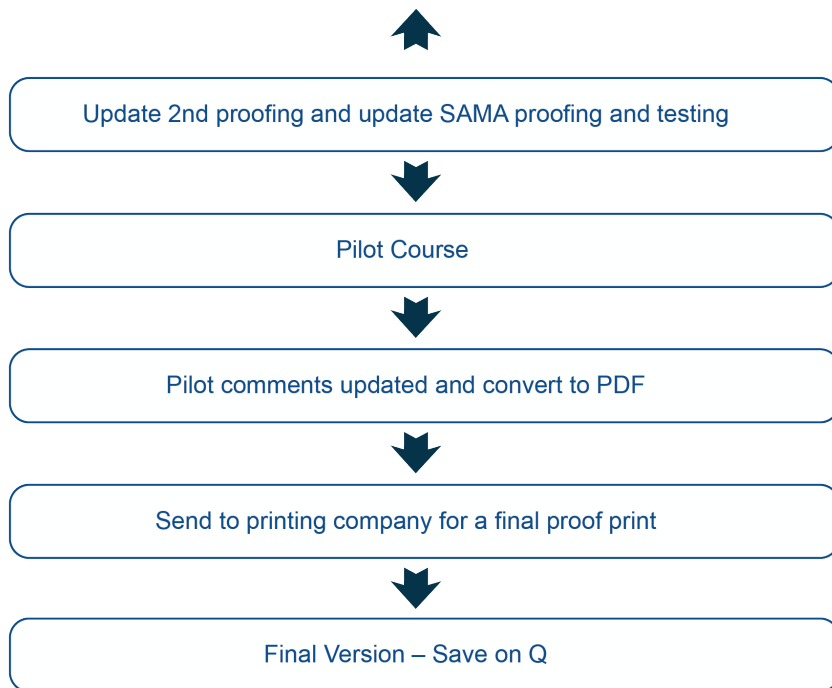 Update 2nd proofing and update SAMA proofing and testing
Pilot Course
Pilot comments updated and convert to PDF
Send to printing company for a final proof print
Final Version – Save on Q